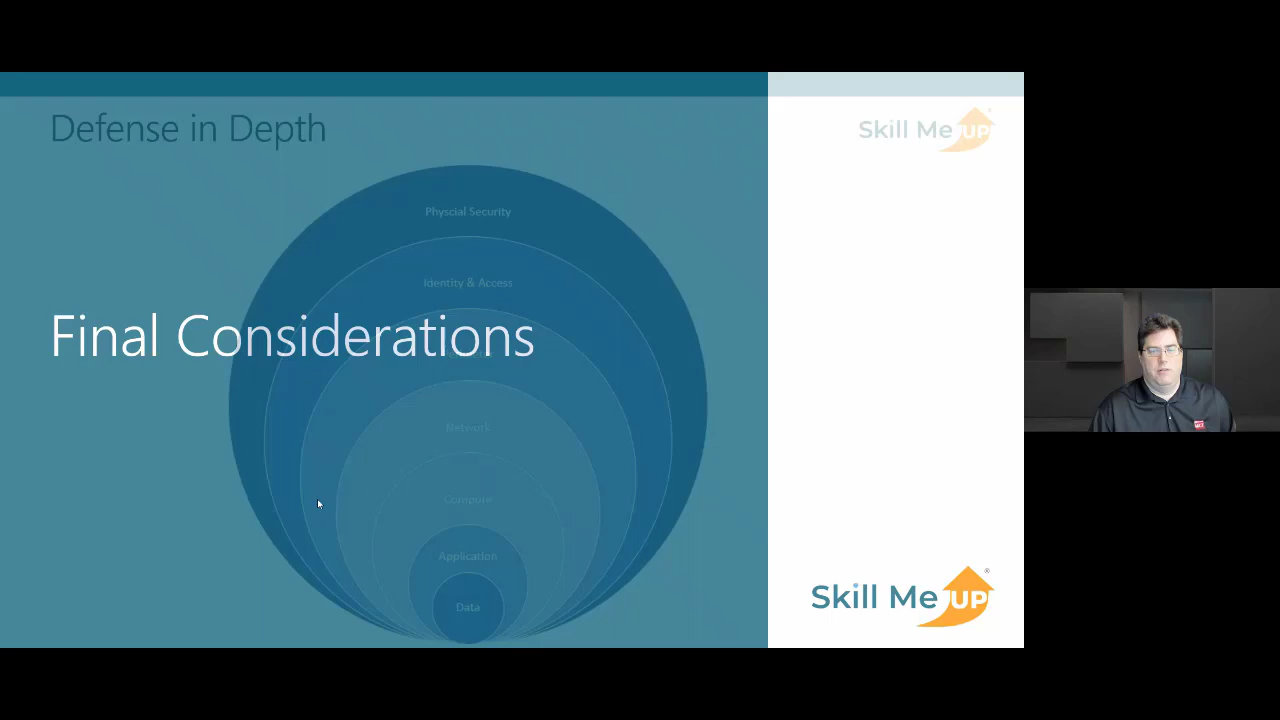 Defense in Depth
Skill Me UP
Physcial Security
Identity & Access
Final Considerations
Network
Compute
Application
Data
Skill Me UP®